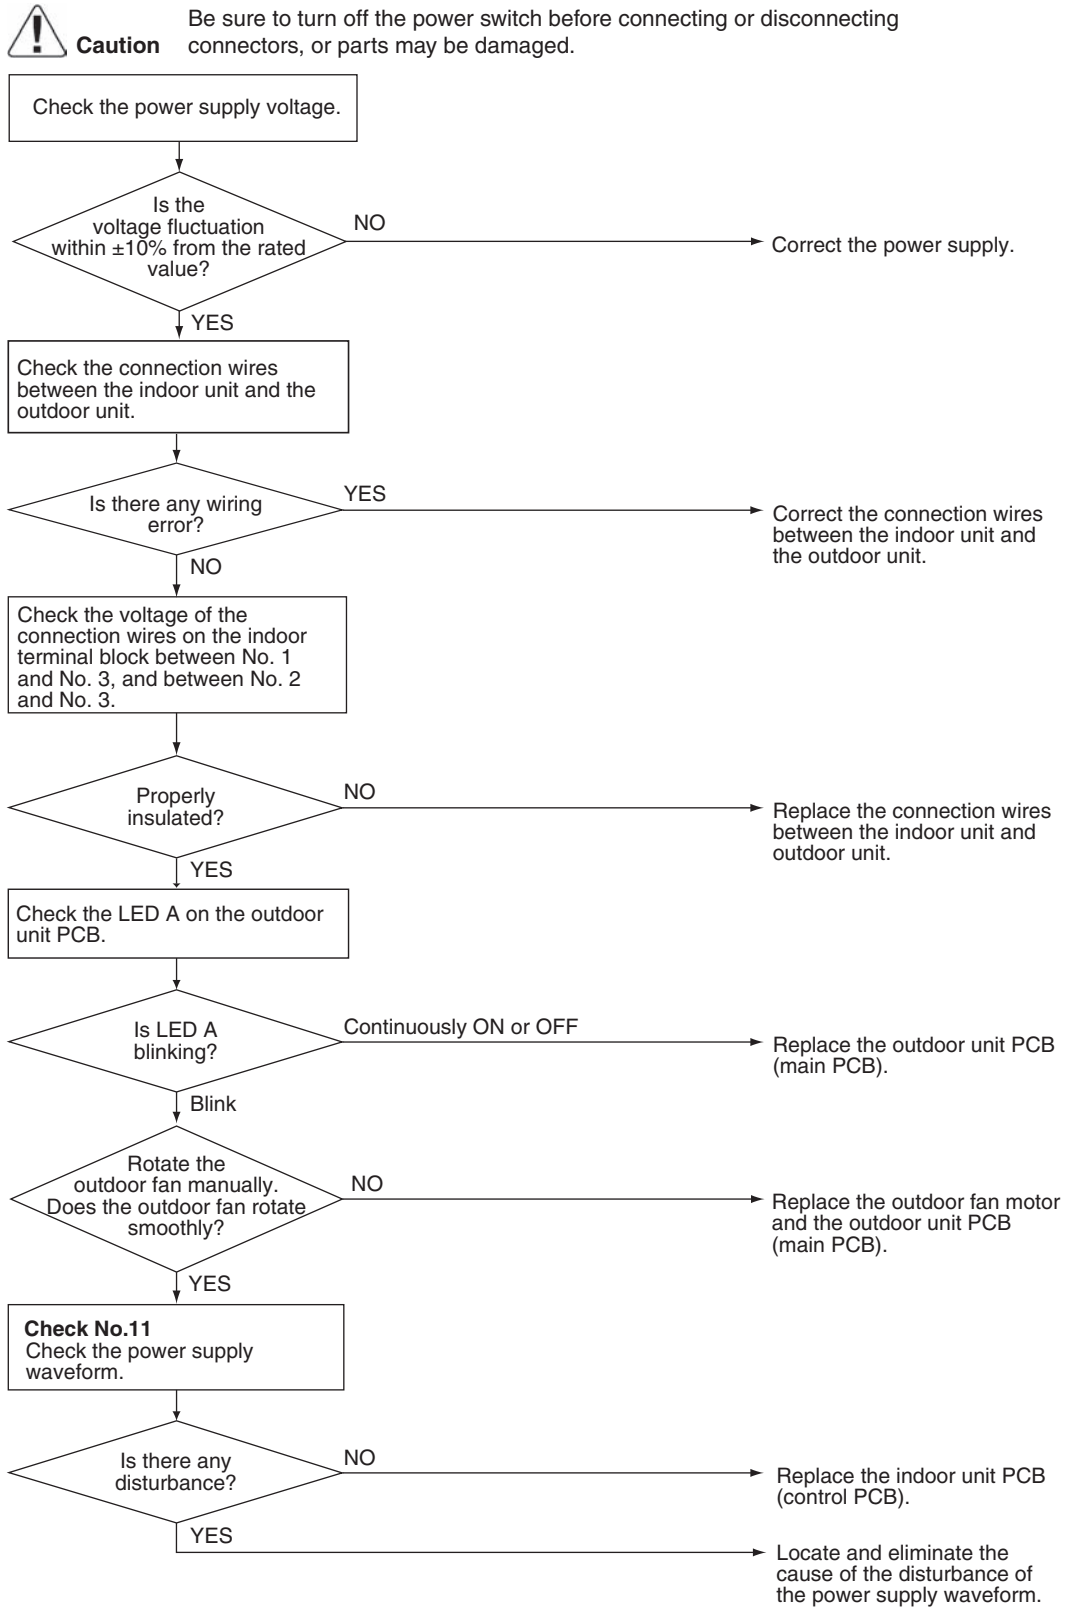 Be sure to turn off the power switch before connecting or disconnecting
Caution connectors, or parts may be damaged.
Check the power supply voltage.
Is the
voltage fluctuation
within ±10% from the rated
value?
NO
Correct the power supply.
YES
Check the connection wires
between the indoor unit and the
outdoor unit.
Is there any wiring
error?
YES
Correct the connection wires
between the indoor unit and
the outdoor unit.
NO
Check the voltage of the
connection wires on the indoor
terminal block between No. 1
and No. 3, and between No. 2
and No. 3.
Properly
insulated?
NO
Replace the connection wires
between the indoor unit and
outdoor unit.
YES
Check the LED A on the outdoor
unit PCB.
Is LED A
blinking?
Continuously ON or OFF
Replace the outdoor unit PCB
(main PCB).
Blink
Rotate the
outdoor fan manually.
Does the outdoor fan rotate
smoothly?
NO
Replace the outdoor fan motor
and the outdoor unit PCB
(main PCB).
YES
Check No.11
Check the power supply
waveform.
Is there any
disturbance?
NO
Replace the indoor unit PCB
(control PCB).
YES
Locate and eliminate the
cause of the disturbance of
the power supply waveform.